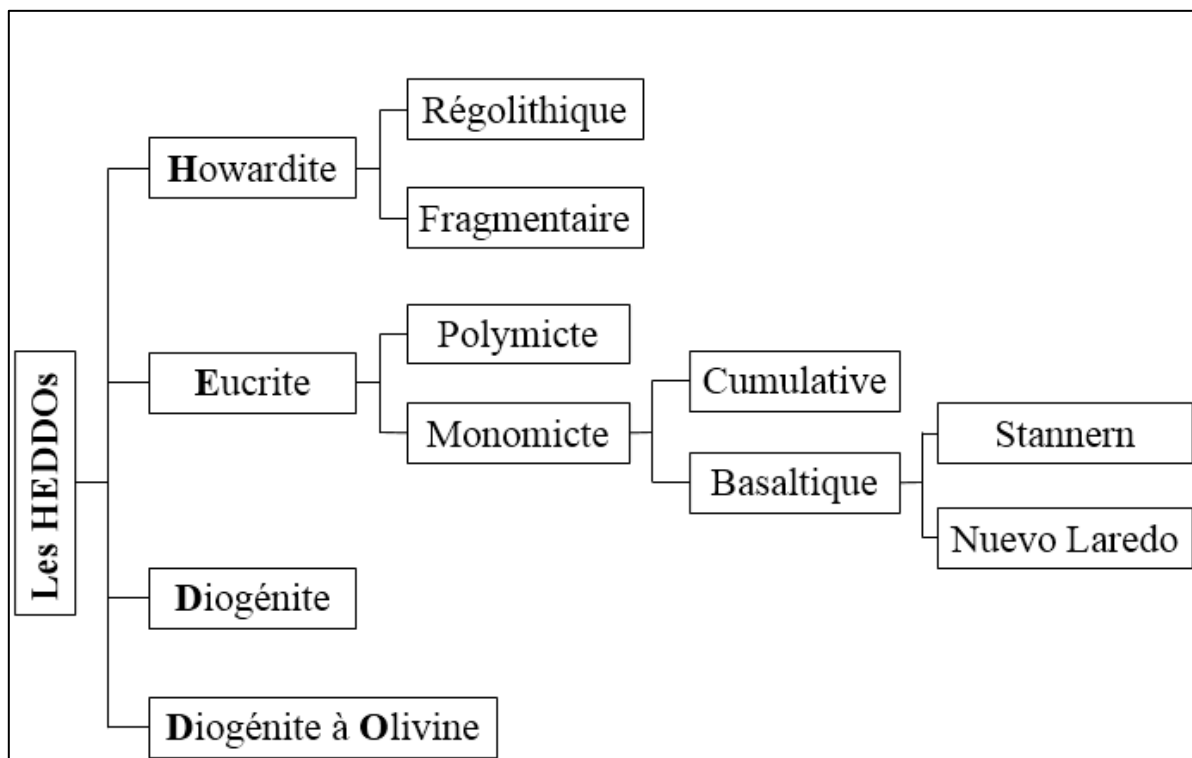 Les HEDDOs
Howardite
Régolithique
Fragmentaire
Eucrite
Polymicte
Monomicte
Cumulative
Basaltique
Stannern
Nuevo Laredo
Diogénite
Diogénite à Olivine